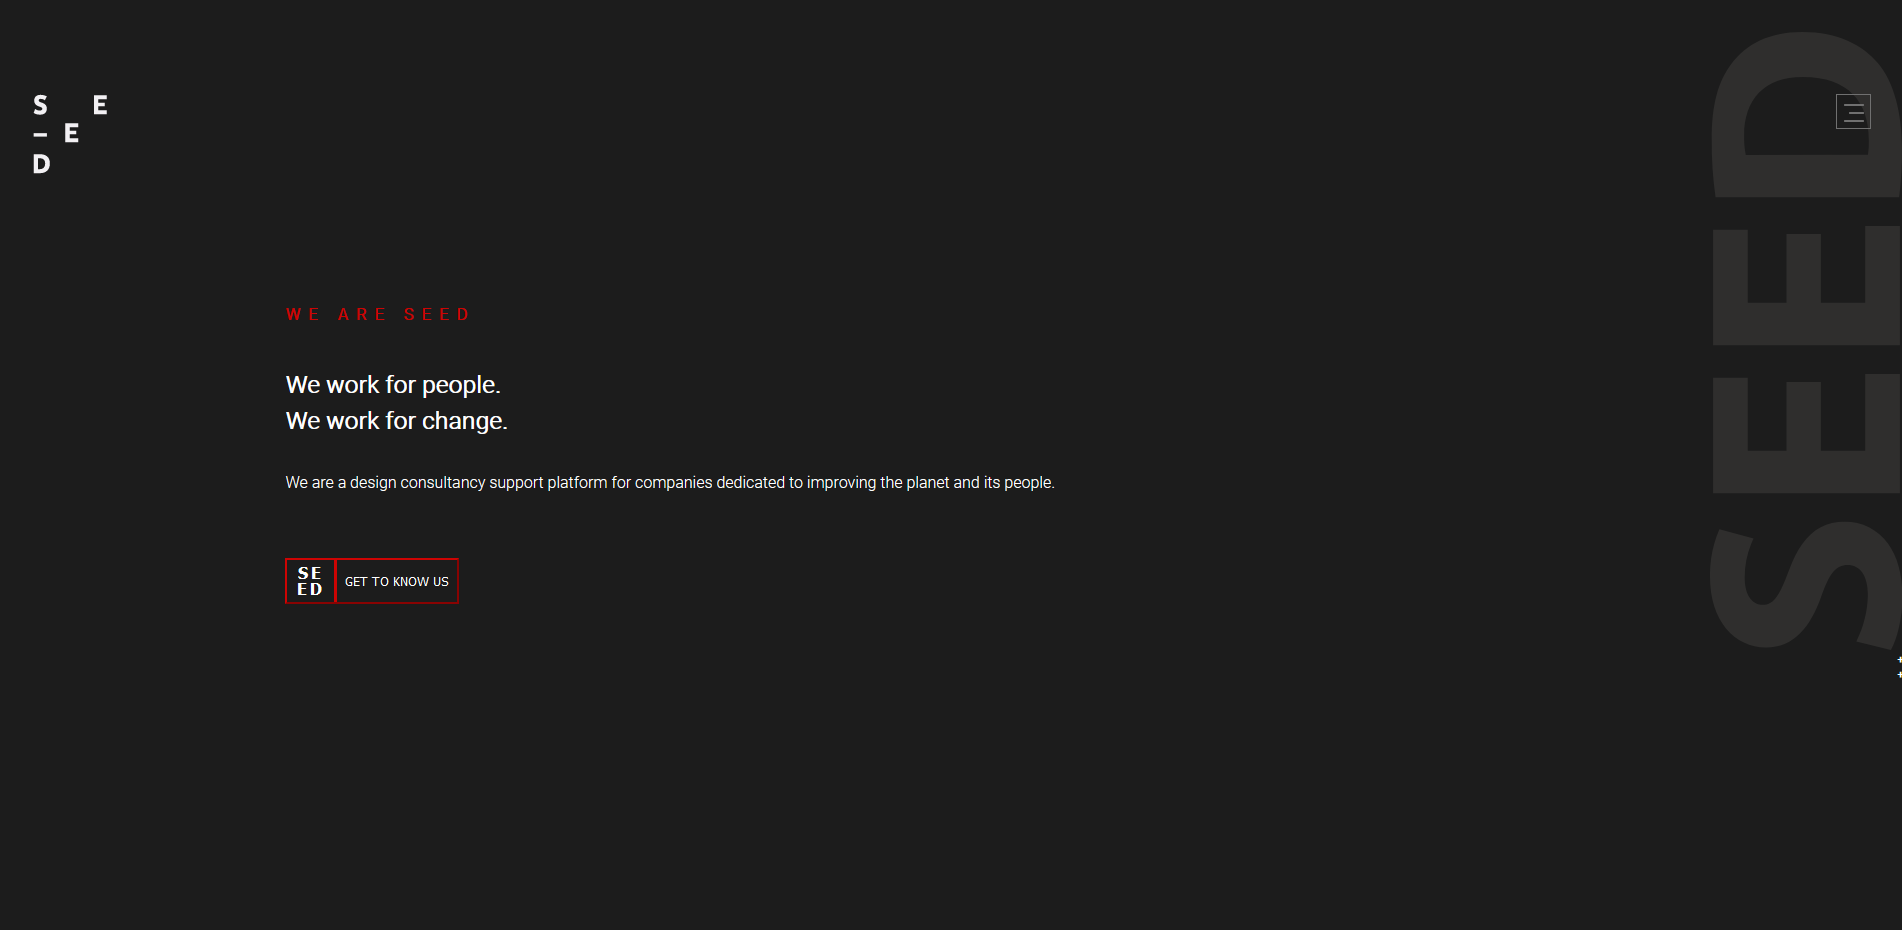 S E
– E
D
SEED
WE ARE SEED
We work for people.
We work for change.
We are a design consultancy support platform for companies dedicated to improving the planet and its people.
SE
ED
GET TO KNOW US